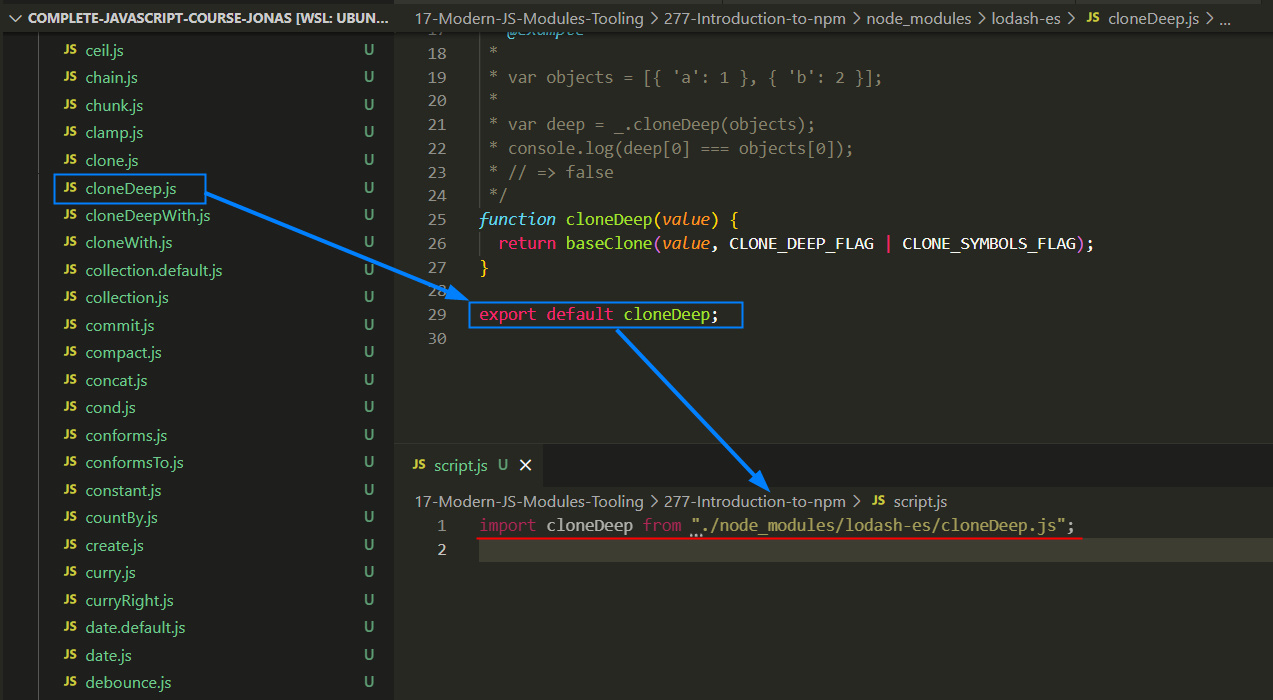 COMPLETE-JAVASCRIPT-COURSE-JONAS [WSL: UBUN...
JS ceil.js U
JS chain.js U
JS chunk.js U
JS clamp.js U
JS clone.js U
JS cloneDeep.js U
JS cloneDeepWith.js U
JS cloneWith.js U
JS collection.default.js U
JS collection.js U
JS commit.js U
JS compact.js U
JS concat.js U
JS cond.js U
JS conforms.js U
JS conformsTo.js U
JS constant.js U
JS countBy.js U
JS create.js U
JS curry.js U
JS curryRight.js U
JS date.default.js U
JS date.js U
JS debounce.js U
17-Modern-JS-Modules-Tooling > 277-Introduction-to-npm > node_modules > lodash-es > JS cloneDeep.js > ...
17 * @example
18 *
19 * var objects = [{ 'a': 1 }, { 'b': 2 }];
20 *
21 * var deep = _.cloneDeep(objects);
22 * console.log(deep[0] === objects[0]);
23 * // => false
24 */
25 function cloneDeep(value) {
26 return baseClone(value, CLONE_DEEP_FLAG | CLONE_SYMBOLS_FLAG);
27 }
28
29 export default cloneDeep;
30
JS script.js U ×
17-Modern-JS-Modules-Tooling > 277-Introduction-to-npm > JS script.js
1 import cloneDeep from "./node_modules/lodash-es/cloneDeep.js";
2